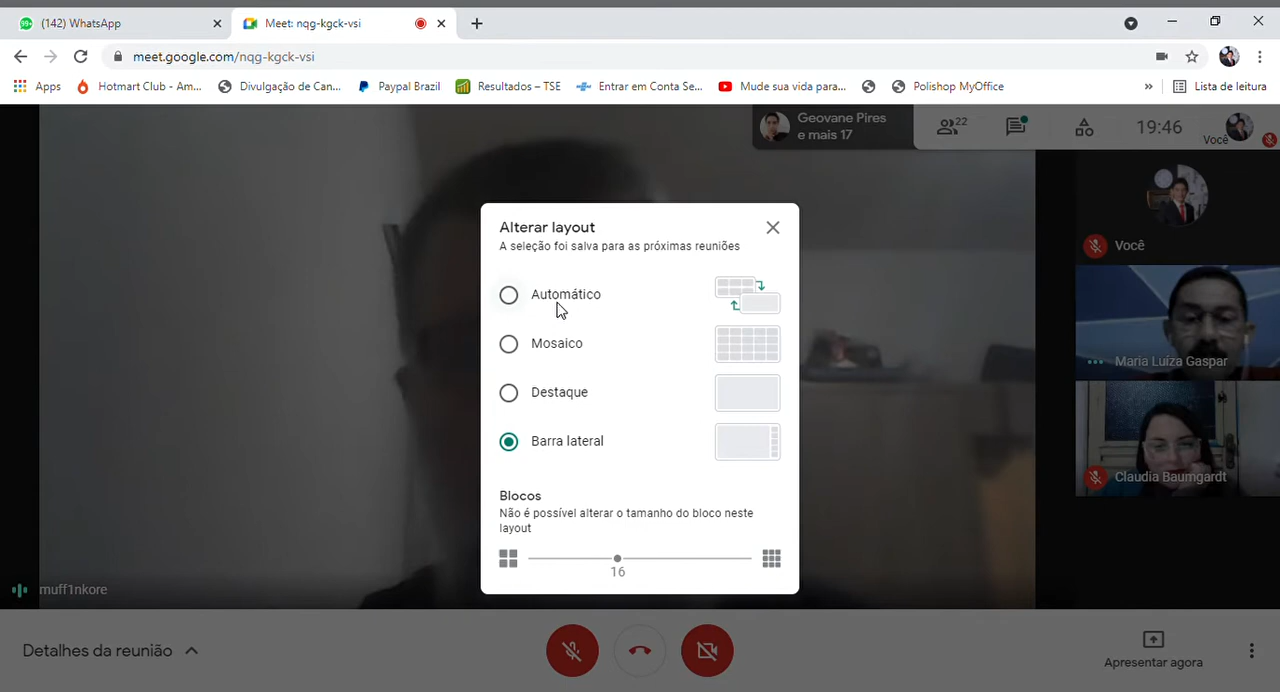 99+
(142) WhatsApp
Meet: nqg-kgck-vsi
meet.google.com/nqg-kgck-vsi
Apps
Hotmart Club - Am...
Divulgação de Can...
Paypal Brazil
Resultados – TSE
Entrar em Conta Se...
Mude sua vida para...
Polishop MyOffice
»
Lista de leitura
Geovane Pires
e mais 17
22
19:46
Você
Alterar layout
A seleção foi salva para as próximas reuniões
Automático
Mosaico
Destaque
Barra lateral
Blocos
Não é possível alterar o tamanho do bloco neste
layout
16
Você
Maria Luíza Gaspar
Claudia Baumgardt
muff1nkore
Detalhes da reunião
Apresentar agora